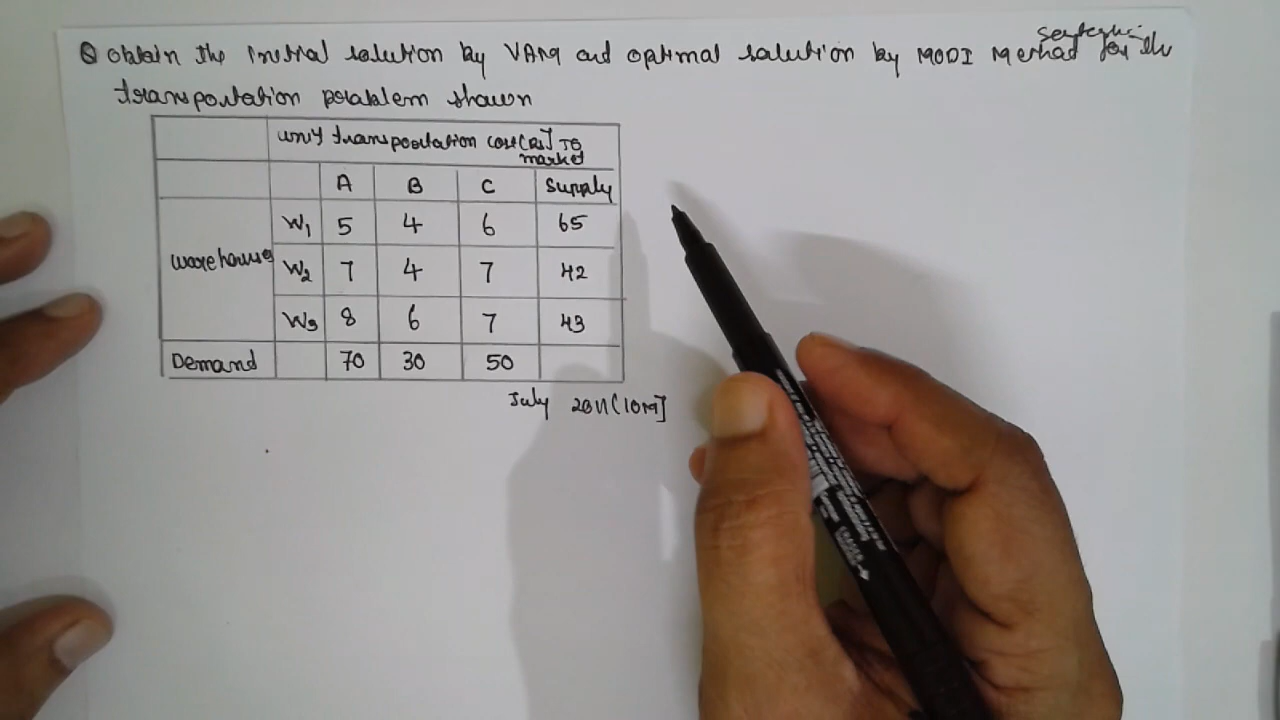 Q obtain the initial solution by VAM and optimal solution by MODI Method for the
transportation problem shown
unit transportation cost(Rs) TO
market
A B C Supply
W1 5 4 6 65
warehouse W2 7 4 7 42
W3 8 6 7 43
Demand 70 30 50
July 2011 [10M]